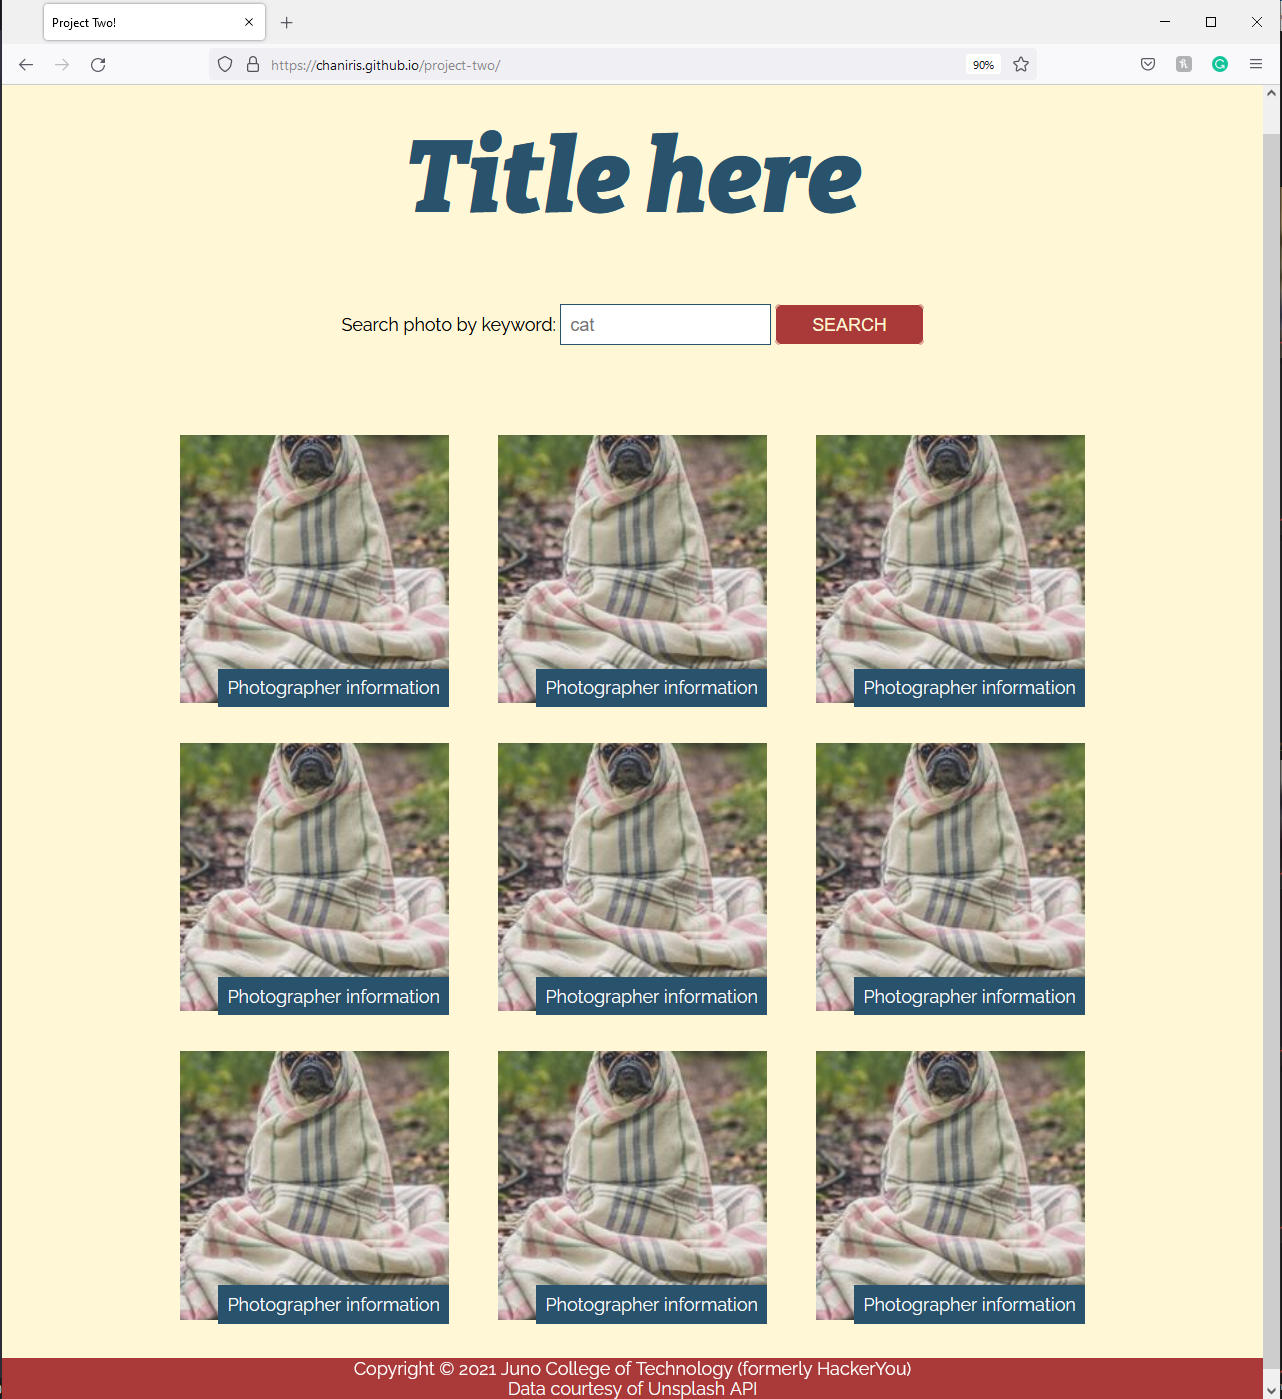 Project Two!
https://chaniris.github.io/project-two/
90%
Title here
Search photo by keyword: cat SEARCH
Photographer information Photographer information Photographer information
Photographer information Photographer information Photographer information
Photographer information Photographer information Photographer information
Copyright © 2021 Juno College of Technology (formerly HackerYou)
Data courtesy of Unsplash API